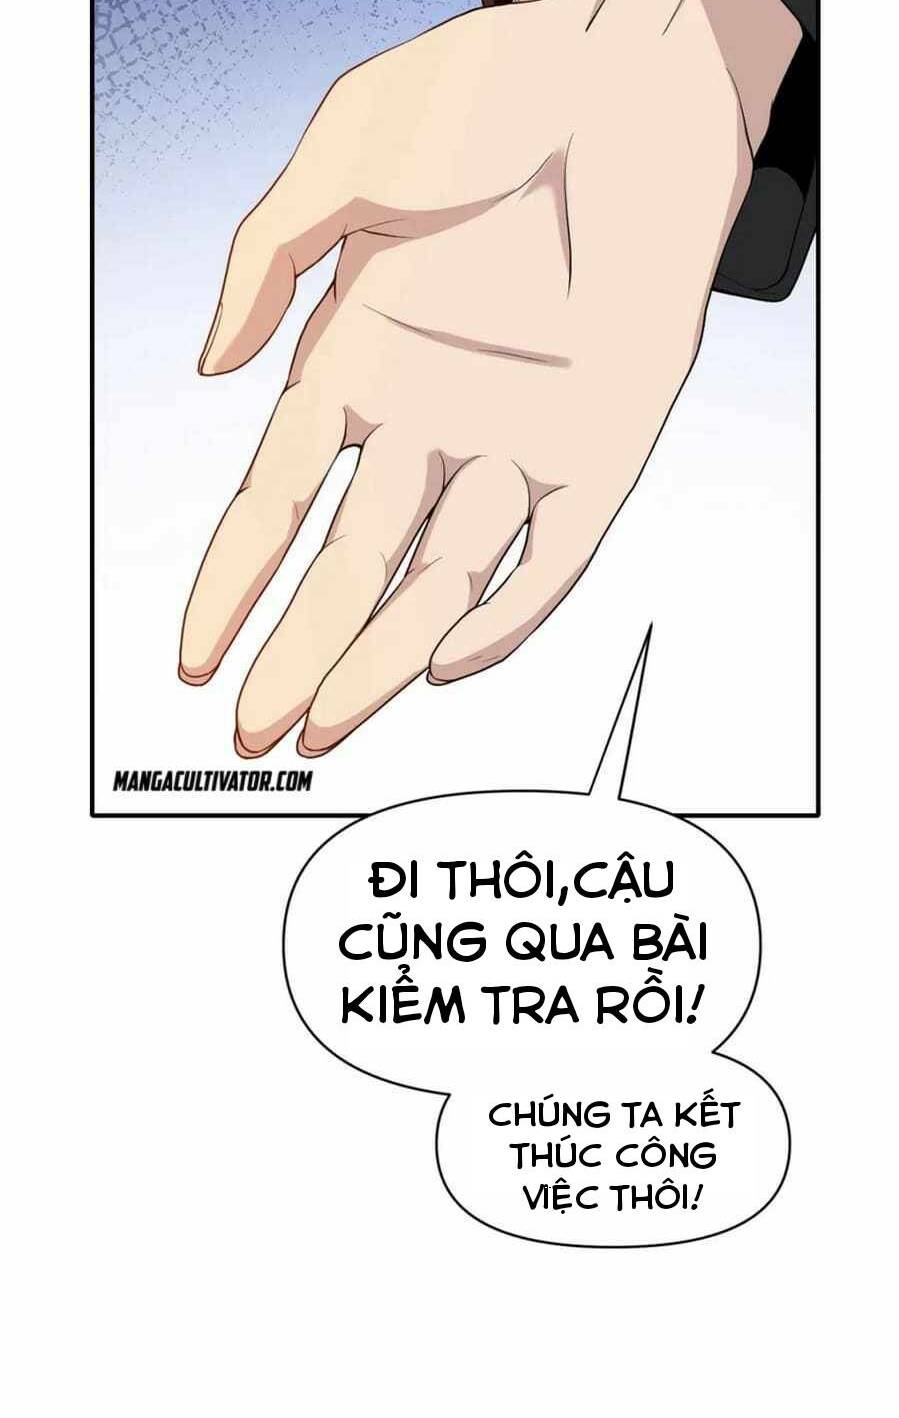 MANGACULTIVATOR.COM
ĐI THÔI,CẬU
CŨNG QUA BÀI
KIỂM TRA RỒI!
CHÚNG TA KẾT
THÚC CÔNG
VIỆC THÔI!